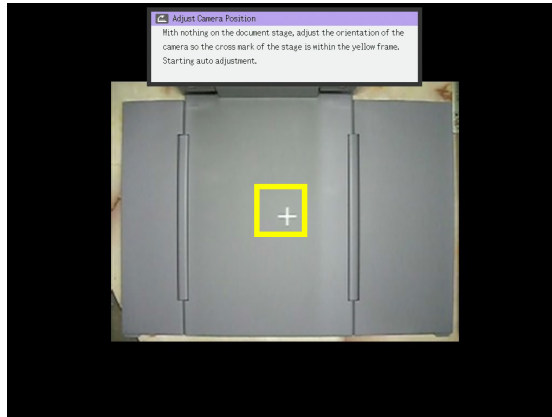 Adjust Camera Position
With nothing on the document stage, adjust the orientation of the
camera so the cross mark of the stage is within the yellow frame.
Starting auto adjustment.